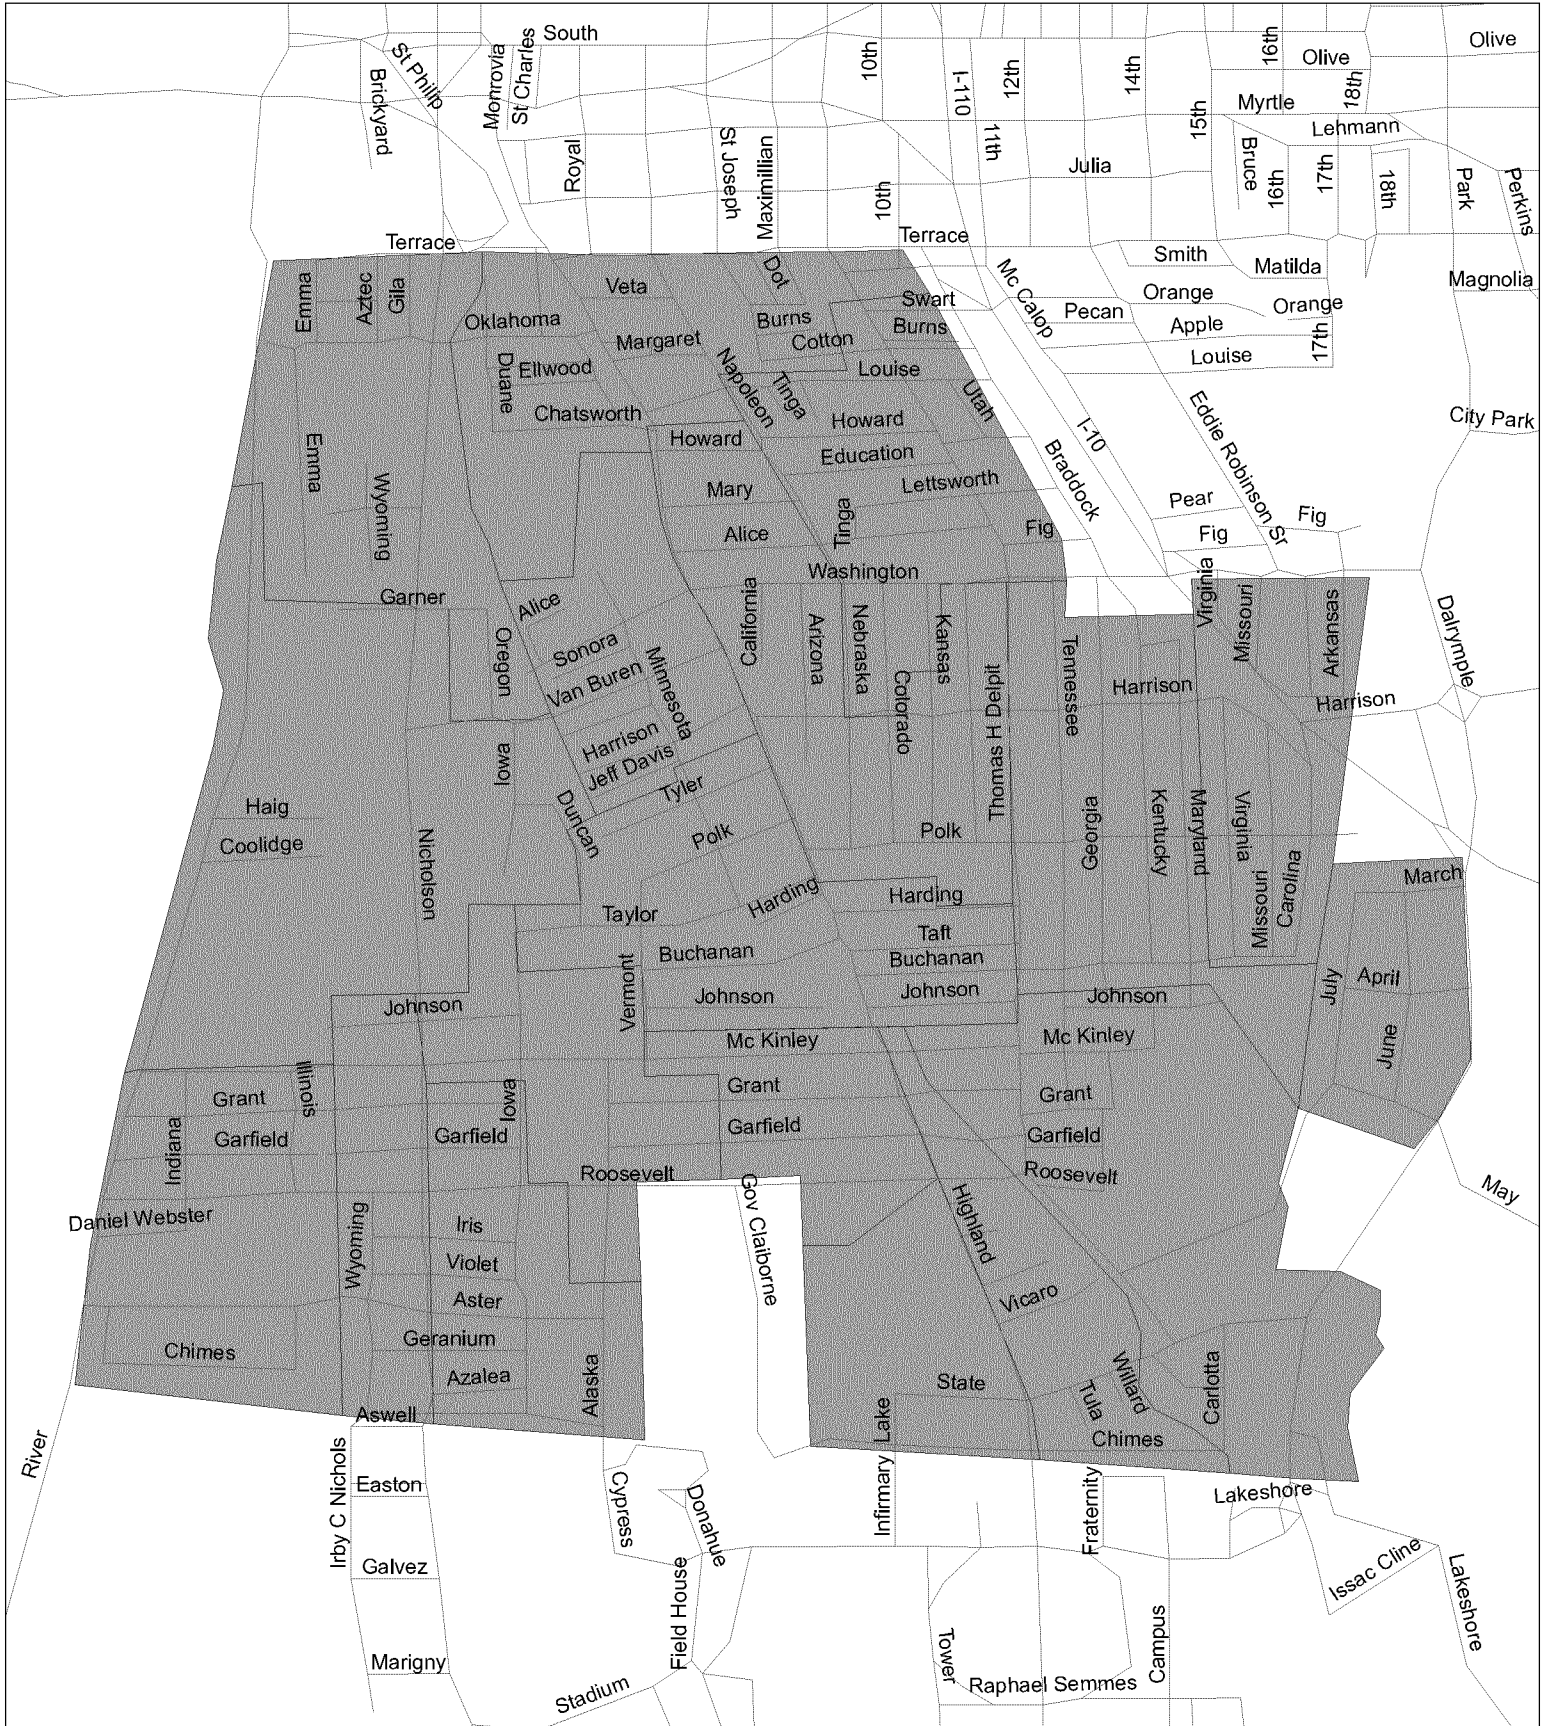 South
Olive
10th
16th
Olive
St Philip
Monrovia
St Charles
I-110
12th
14th
18th
Brickyard
Myrtle
15th
Lehmann
11th
Royal
St Joseph
Maximillian
Julia
Bruce
16th
17th
18th
Park
Perkins
10th
Terrace
Terrace
Smith
Matilda
Dot
Mc Calop
Magnolia
Emma
Aztec
Gila
Veta
Swart
Orange
Orange
Oklahoma
Burns
Burns
Pecan
Margaret
Cotton
Apple
17th
Louise
Duane
Ellwood
Napoleon
Tinga
Louise
Utah
Chatsworth
Howard
Howard
I-10
Eddie Robinson Sr
City Park
Emma
Education
Braddock
Wyoming
Mary
Lettsworth
Pear
Fig
Alice
Tinga
Fig
Fig
Washington
Garner
Alice
California
Virginia
Missouri
Arkansas
Dalrymple
Oregon
Sonora
Minnesota
Arizona
Nebraska
Kansas
Tennessee
Van Buren
Colorado
Thomas H Delpit
Harrison
Harrison
Harrison
Iowa
Jeff Davis
Tyler
Haig
Duncan
Georgia
Kentucky
Maryland
Virginia
Coolidge
Nicholson
Polk
Polk
Missouri
Carolina
March
Harding
Harding
Taylor
Taft
Buchanan
Buchanan
Vermont
July
April
Johnson
Johnson
Johnson
Johnson
Mc Kinley
Mc Kinley
June
Illinois
Grant
Iowa
Grant
Grant
Indiana
Garfield
Garfield
Garfield
Garfield
Roosevelt
Roosevelt
Gov Claiborne
Highland
May
Daniel Webster
Wyoming
Iris
Violet
Aster
Vicaro
Geranium
Chimes
Azalea
Alaska
State
Willard
Tula
Carlotta
Aswell
Lake
Chimes
River
Irby C Nichols
Easton
Cypress
Donahue
Infirmary
Fraternity
Lakeshore
Galvez
Issac Cline
Lakeshore
Field House
Marigny
Stadium
Tower
Raphael Semmes
Campus